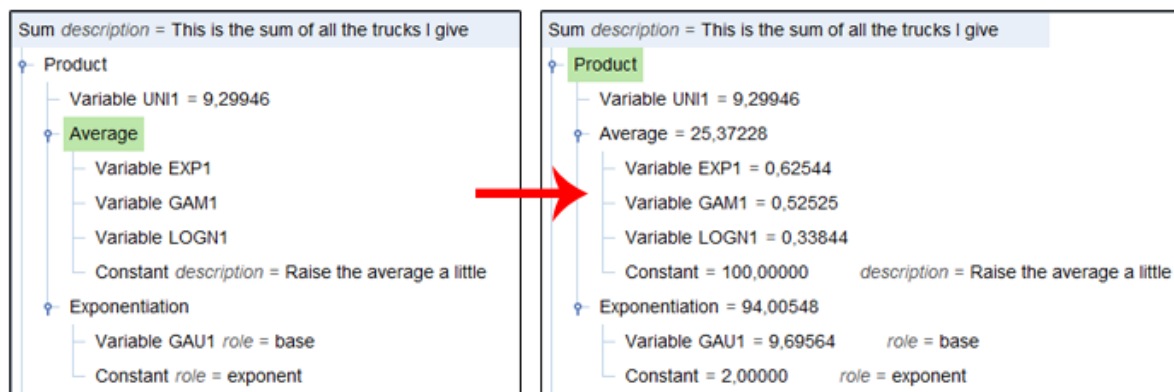 Sum description = This is the sum of all the trucks I give
Product
Variable UNI1 = 9,29946
Average
Variable EXP1
Variable GAM1
Variable LOGN1
Constant description = Raise the average a little
Exponentiation
Variable GAU1 role = base
Constant role = exponent
Sum description = This is the sum of all the trucks I give
Product
Variable UNI1 = 9,29946
Average = 25,37228
Variable EXP1 = 0,62544
Variable GAM1 = 0,52525
Variable LOGN1 = 0,33844
Constant = 100,00000 description = Raise the average a little
Exponentiation = 94,00548
Variable GAU1 = 9,69564 role = base
Constant = 2,00000 role = exponent